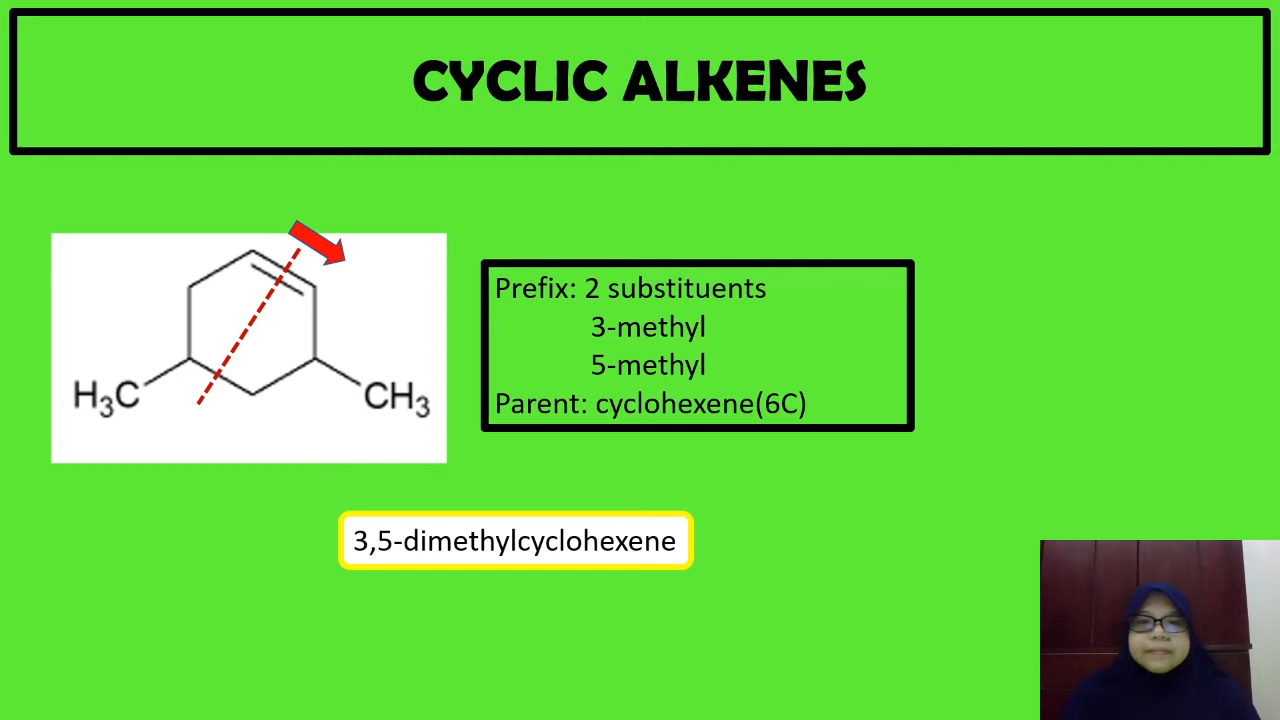 CYCLIC ALKENES
H₃C
CH₃
Prefix: 2 substituents
3-methyl
5-methyl
Parent: cyclohexene(6C)
3,5-dimethylcyclohexene